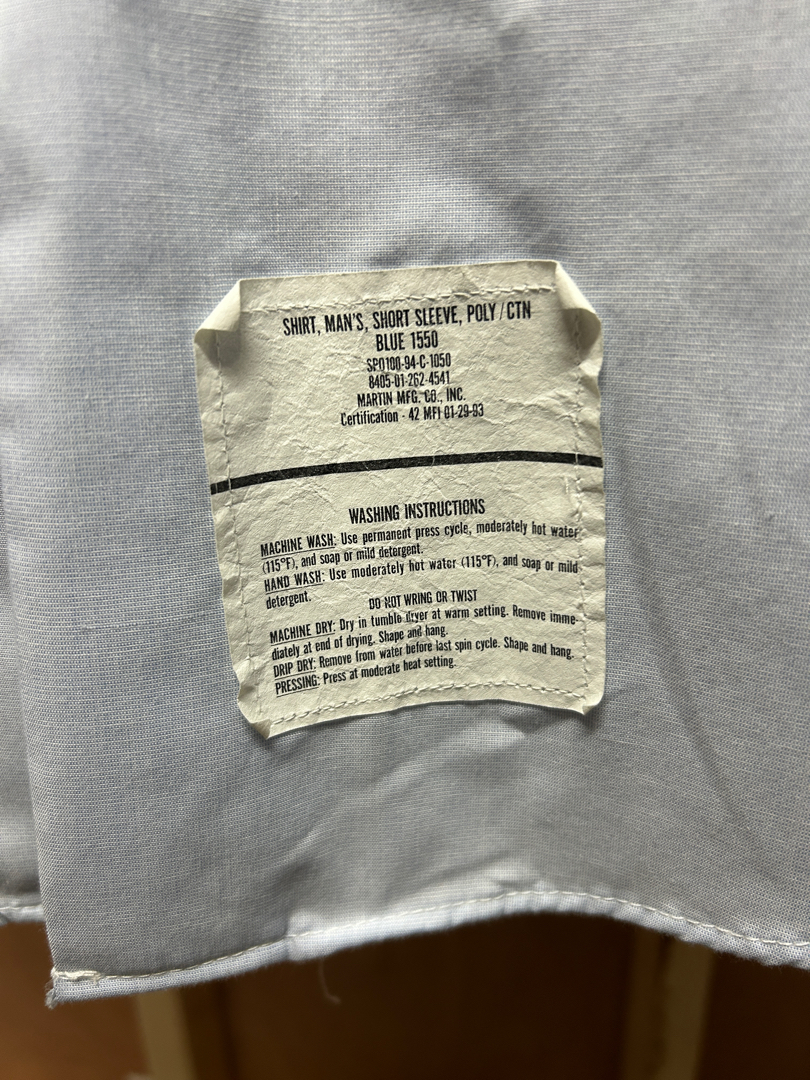 SHIRT, MAN'S, SHORT SLEEVE, POLY/CTN
BLUE 1550
SPO100-94-C-1050
8405-01-262-4541
MARTIN MFG. CO., INC.
Certification - 42 MFI 01-29-93
WASHING INSTRUCTIONS
MACHINE WASH: Use permanent press cycle, moderately hot water
(115°F), and soap or mild detergent.
HAND WASH: Use moderately hot water (115°F), and soap or mild
detergent.
DO NOT WRING OR TWIST
MACHINE DRY: Dry in tumble dryer at warm setting. Remove imme-
diately at end of drying. Shape and hang.
DRIP DRY: Remove from water before last spin cycle. Shape and hang.
PRESSING: Press at moderate heat setting.